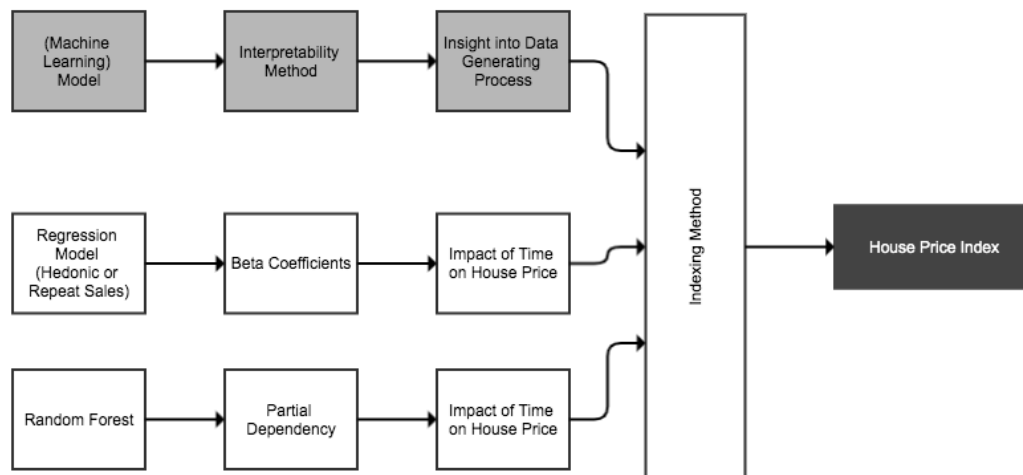 (Machine
Learning)
Model
Interpretability
Method
Insight into Data
Generating
Process
Regression
Model
(Hedonic or
Repeat Sales)
Beta Coefficients
Impact of Time
on House Price
Random Forest
Partial
Dependency
Impact of Time
on House Price
Indexing Method
House Price Index